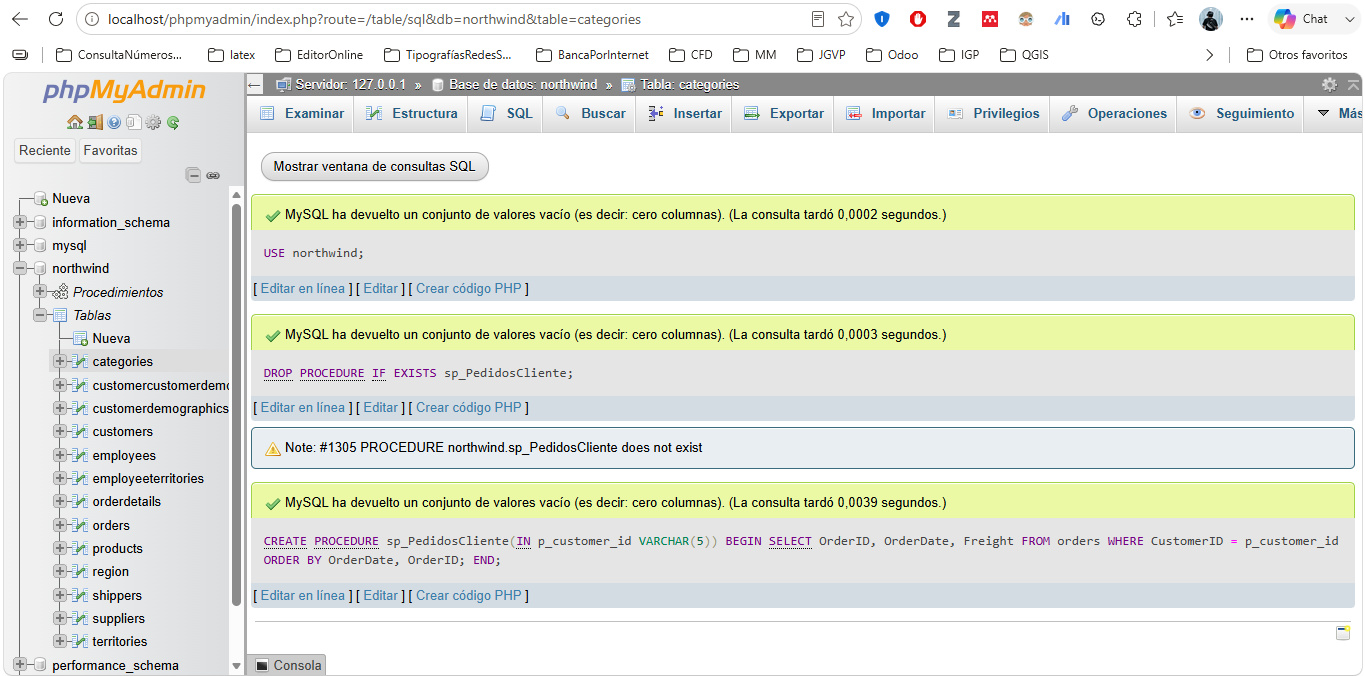 localhost/phpmyadmin/index.php?route=/table/sql&db=northwind&table=categories
Chat
ConsultaNúmeros...
latex
EditorOnline
TipografíasRedesS...
BancaPorInternet
CFD
MM
JGVP
Odoo
IGP
QGIS
Otros favoritos
phpMyAdmin
Reciente
Favoritas
Nueva
information_schema
mysql
northwind
Procedimientos
Tablas
Nueva
categories
customercustomerdemo
customerdemographics
customers
employees
employeeterritories
orderdetails
orders
products
region
shippers
suppliers
territories
performance_schema
Servidor: 127.0.0.1 » Base de datos: northwind » Tabla: categories
Examinar
Estructura
SQL
Buscar
Insertar
Exportar
Importar
Privilegios
Operaciones
Seguimiento
Más
Mostrar ventana de consultas SQL
MySQL ha devuelto un conjunto de valores vacío (es decir: cero columnas). (La consulta tardó 0,0002 segundos.)
USE northwind;
[ Editar en línea ] [ Editar ] [ Crear código PHP ]
MySQL ha devuelto un conjunto de valores vacío (es decir: cero columnas). (La consulta tardó 0,0003 segundos.)
DROP PROCEDURE IF EXISTS sp_PedidosCliente;
[ Editar en línea ] [ Editar ] [ Crear código PHP ]
Note: #1305 PROCEDURE northwind.sp_PedidosCliente does not exist
MySQL ha devuelto un conjunto de valores vacío (es decir: cero columnas). (La consulta tardó 0,0039 segundos.)
CREATE PROCEDURE sp_PedidosCliente(IN p_customer_id VARCHAR(5)) BEGIN SELECT OrderID, OrderDate, Freight FROM orders WHERE CustomerID = p_customer_id
ORDER BY OrderDate, OrderID; END;
[ Editar en línea ] [ Editar ] [ Crear código PHP ]
Consola